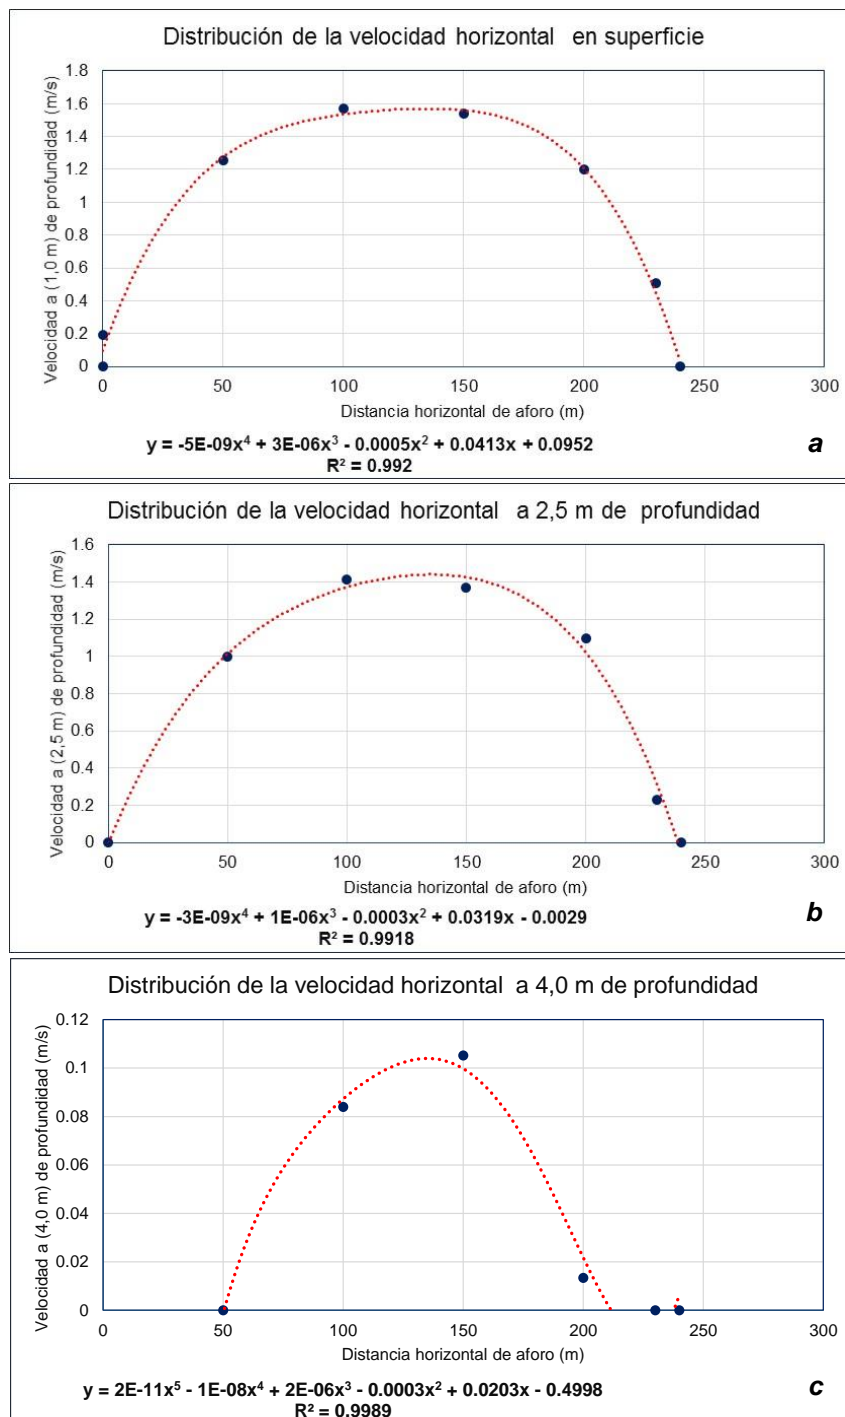 Distribución de la velocidad horizontal en superficie
Velocidad a (1,0 m) de profundidad (m/s)
1.8
1.6
1.4
1.2
1
0.8
0.6
0.4
0.2
0
0 50 100 150 200 250 300
Distancia horizontal de aforo (m)
y = -5E-09x⁴ + 3E-06x³ - 0.0005x² + 0.0413x + 0.0952
R² = 0.992
a
Distribución de la velocidad horizontal a 2,5 m de profundidad
Velocidad a (2,5 m) de profundidad (m/s)
1.6
1.4
1.2
1
0.8
0.6
0.4
0.2
0
0 50 100 150 200 250 300
Distancia horizontal de aforo (m)
y = -3E-09x⁴ + 1E-06x³ - 0.0003x² + 0.0319x - 0.0029
R² = 0.9918
b
Distribución de la velocidad horizontal a 4,0 m de profundidad
Velocidad a (4,0 m) de profundidad (m/s)
0.12
0.1
0.08
0.06
0.04
0.02
0
0 50 100 150 200 250 300
Distancia horizontal de aforo (m)
y = 2E-11x⁵ - 1E-08x⁴ + 2E-06x³ - 0.0003x² + 0.0203x - 0.4998
R² = 0.9989
c